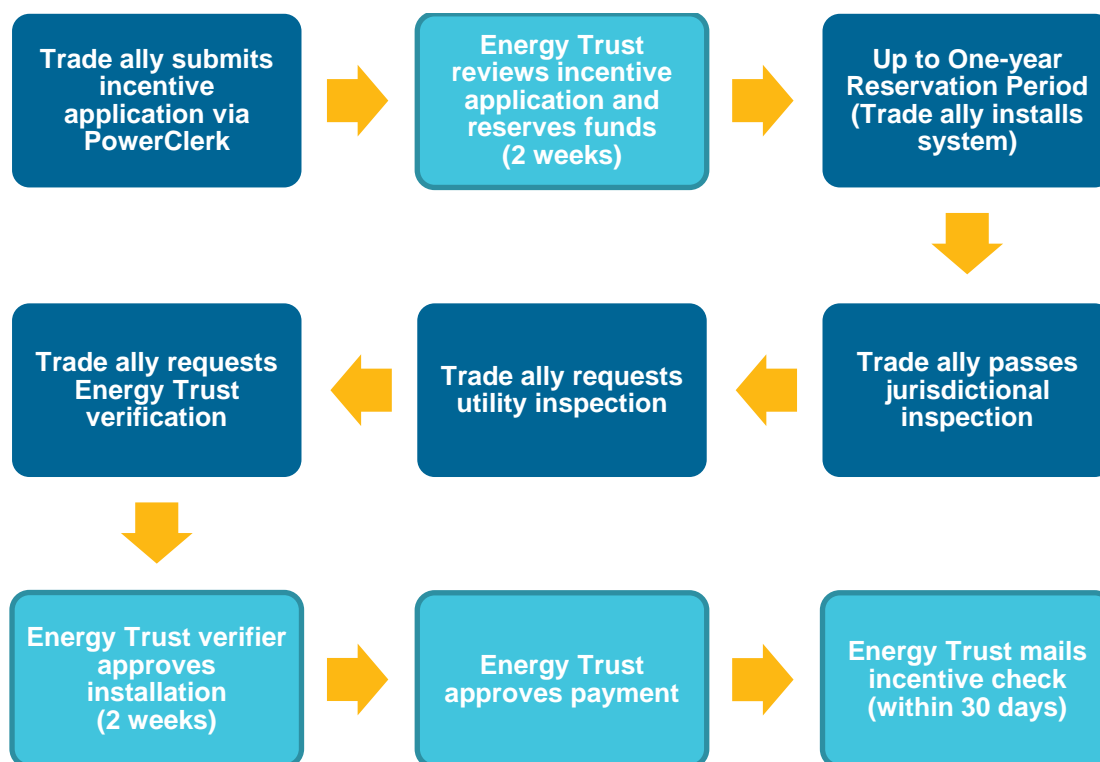 Trade ally submits
incentive
application via
PowerClerk
Energy Trust
reviews incentive
application and
reserves funds
(2 weeks)
Up to One-year
Reservation Period
(Trade ally installs
system)
Trade ally passes
jurisdictional
inspection
Trade ally requests
utility inspection
Trade ally requests
Energy Trust
verification
Energy Trust verifier
approves
installation
(2 weeks)
Energy Trust
approves payment
Energy Trust mails
incentive check
(within 30 days)